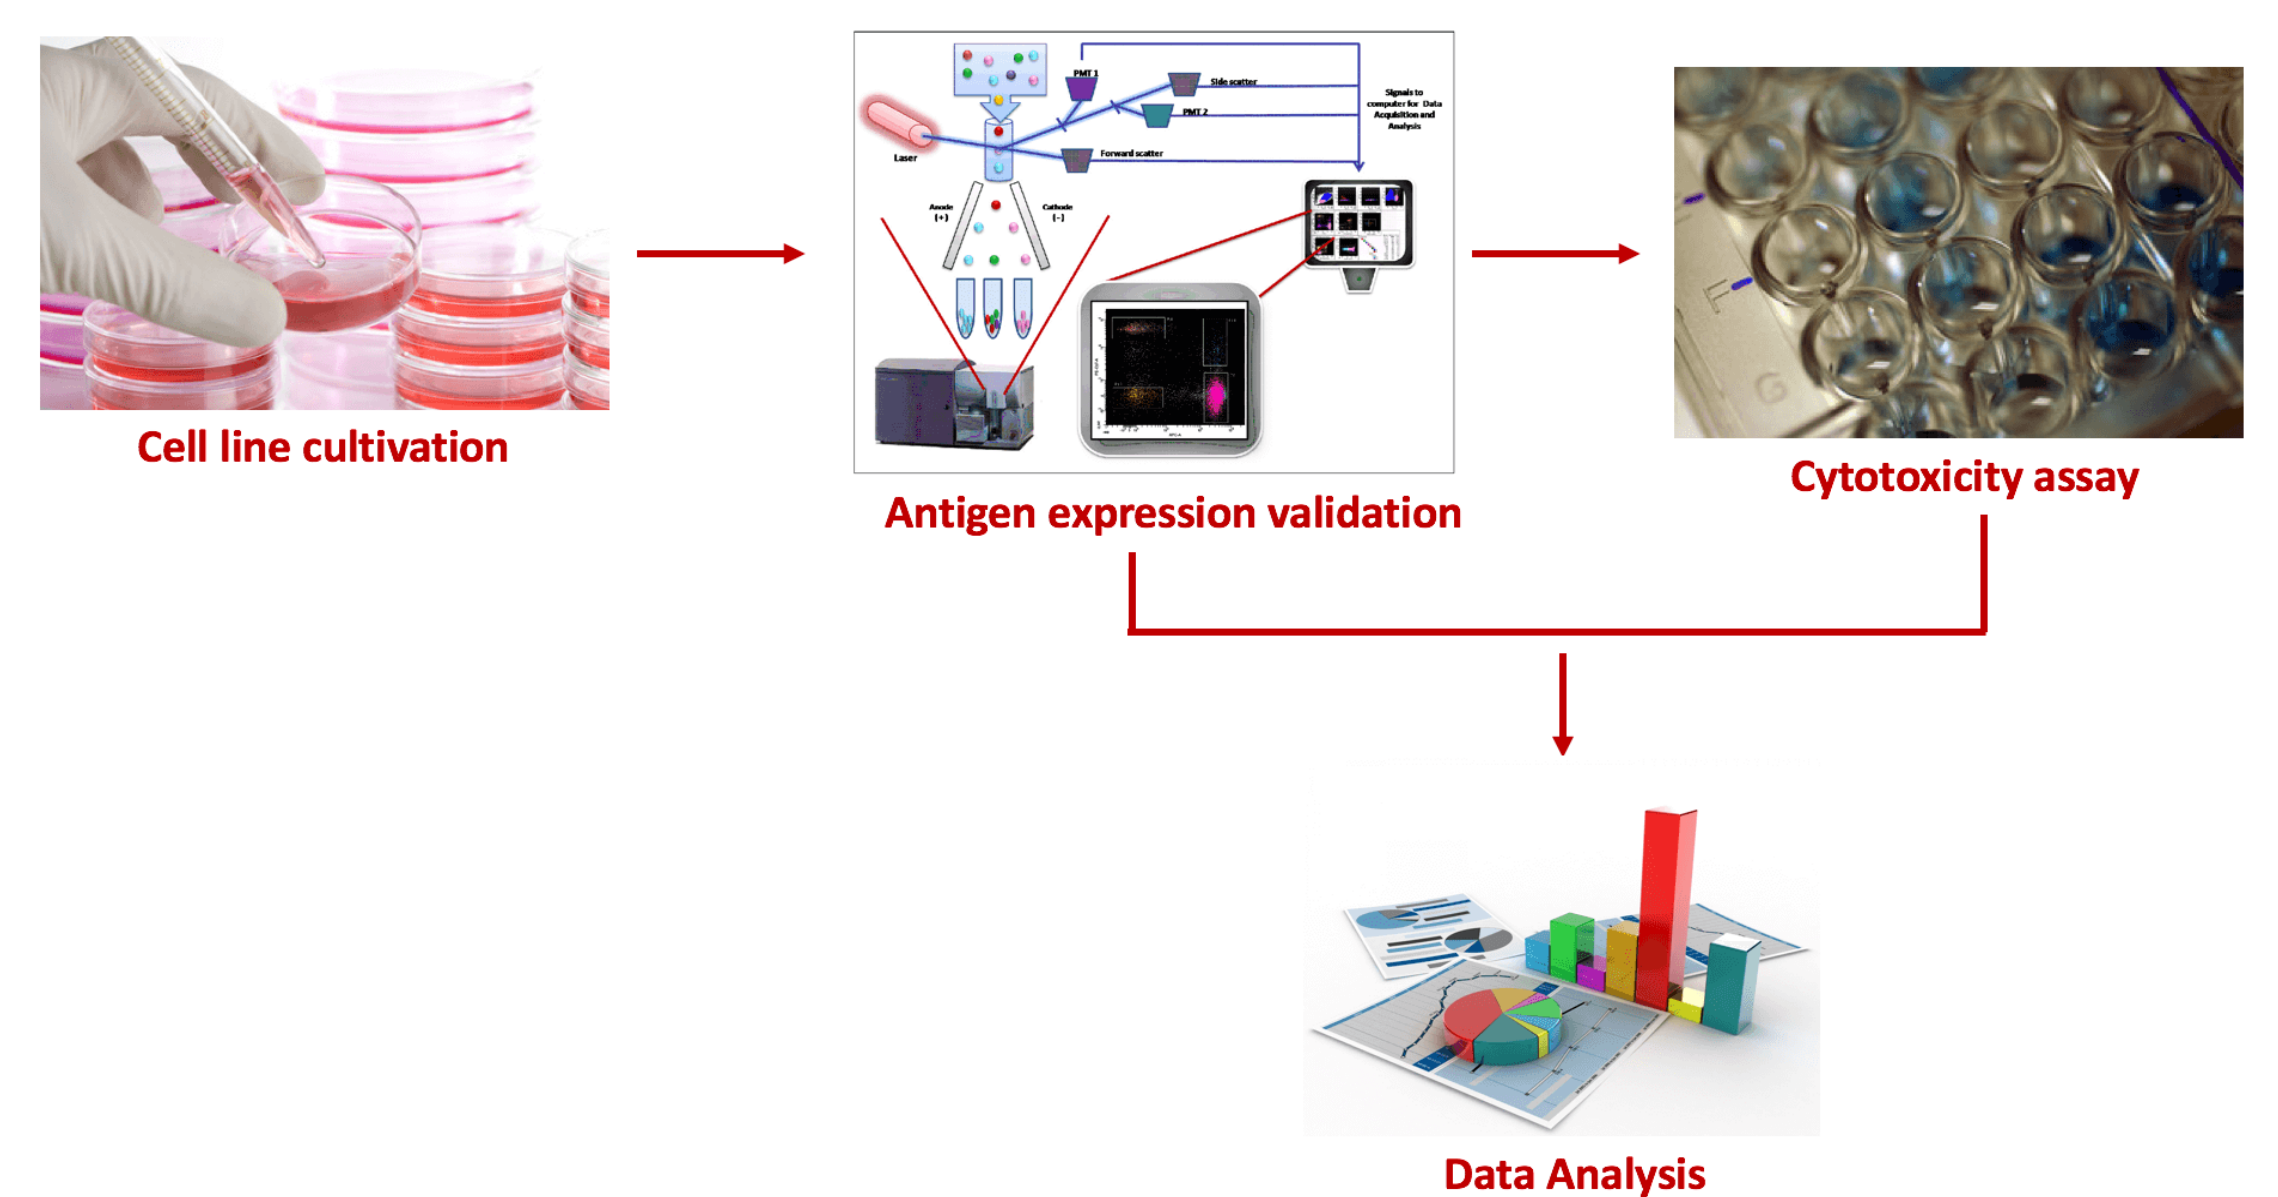 PMT 1
Side scatter
PMT 2
Signals to
computer for Data
Acquisition and
Analysis
Laser
Forward scatter
Anode
(+)
Cathode
(-)
F
G
Cell line cultivation
Antigen expression validation
Cytotoxicity assay
Data Analysis